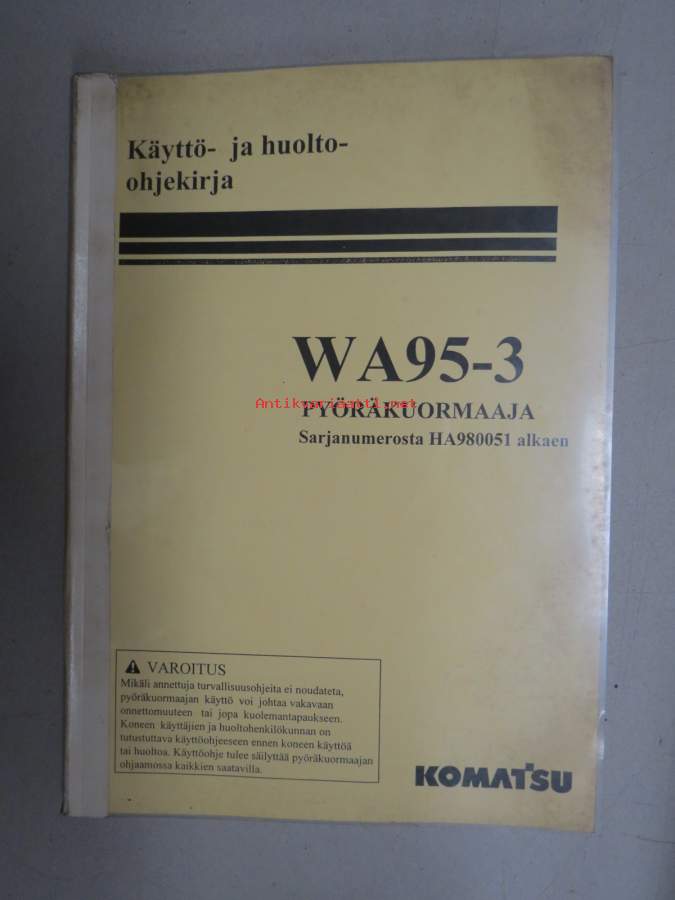 Käyttö- ja huolto-
ohjekirja
WA95-3
Antikvariaatti.net
PYÖRÄKUORMAAJA
Sarjanumerosta HA980051 alkaen
VAROITUS
Mikäli annettuja turvallisuusohjeita ei noudateta,
pyöräkuormaajan käyttö voi johtaa vakavaan
onnettomuuteen tai jopa kuolemantapaukseen.
Koneen käyttäjien ja huoltohenkilökunnan on
tutustuttava käyttöohjeeseen ennen koneen käyttöä
tai huoltoa. Käyttöohje tulee säilyttää pyöräkuormaajan
ohjaamossa kaikkien saatavilla.
KOMATSU